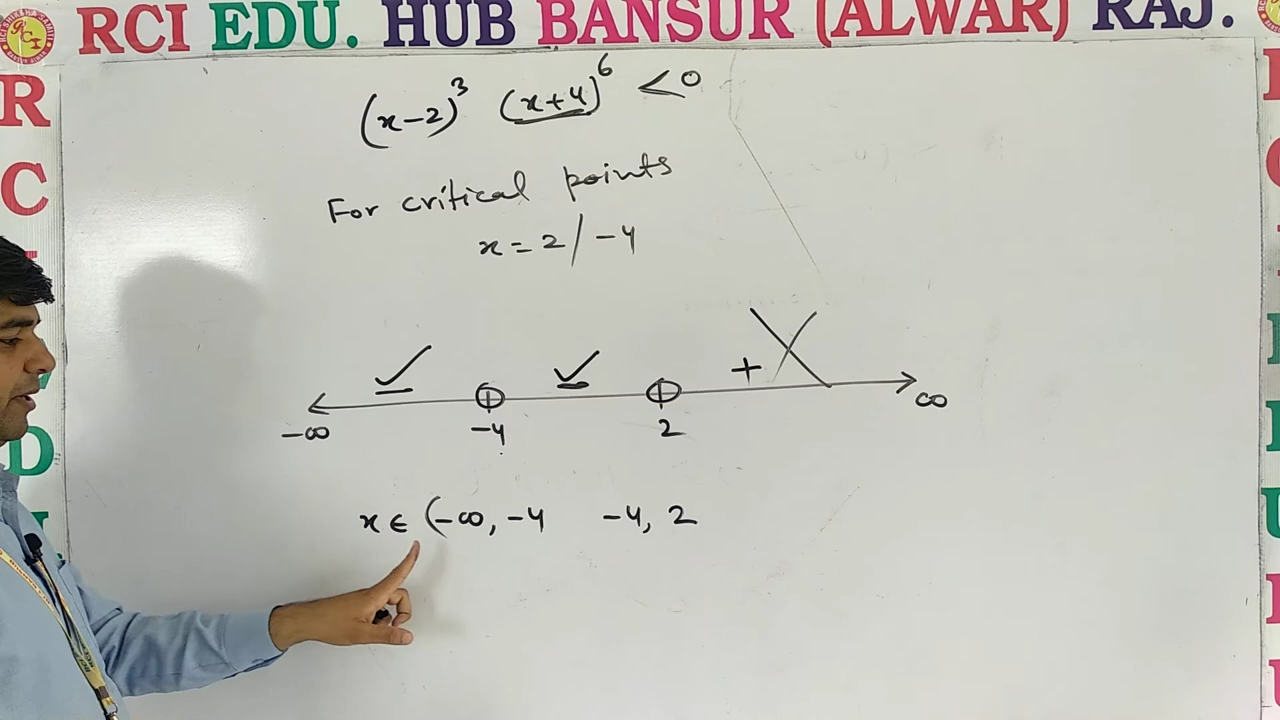 RCI EDU. HUB BANSUR (ALWAR) RAJ.
R
C
(x-2)³ (x+4)⁶ <0
For critical points
x=2/-4
+
-∞ -4 2 ∞
x∈ (-∞, -4 -4, 2
D
U